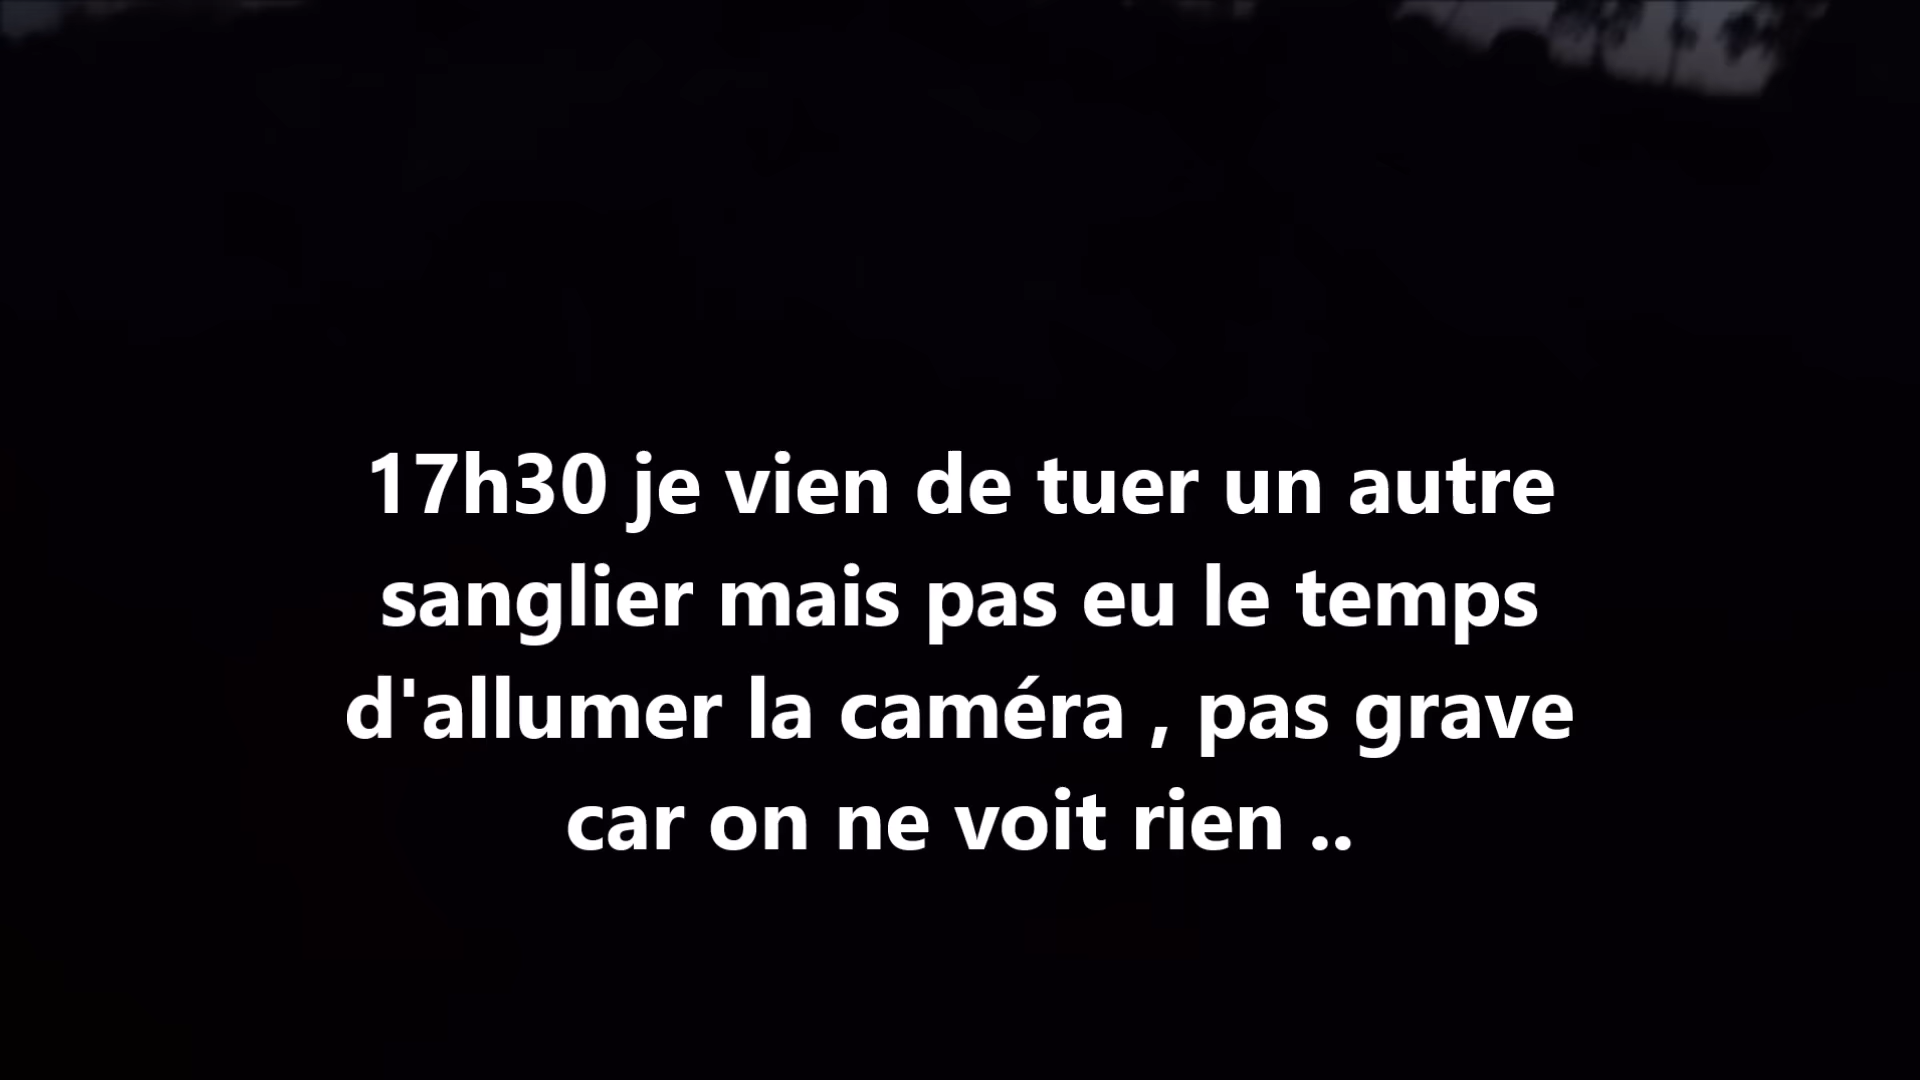 17h30 je vien de tuer un autre
sanglier mais pas eu le temps
d'allumer la caméra , pas grave
car on ne voit rien ..